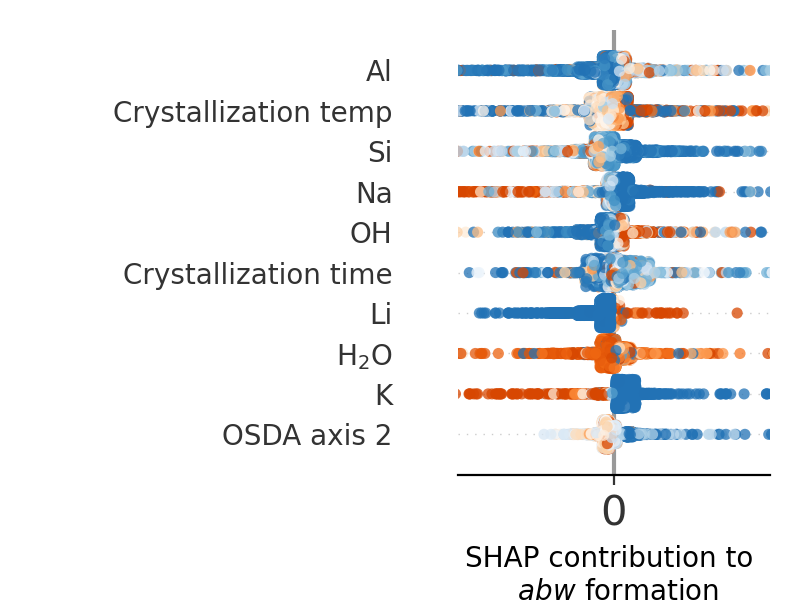 Al
Crystallization temp
Si
Na
OH
Crystallization time
Li
H₂O
K
OSDA axis 2
0
SHAP contribution to
abw formation